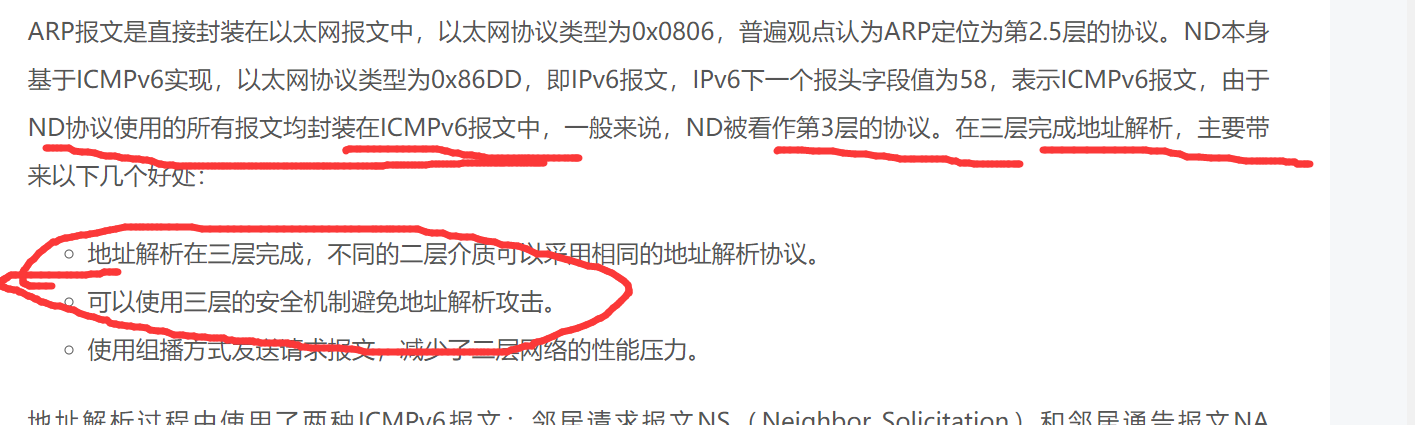 ARP报文是直接封装在以太网报文中，以太网协议类型为0x0806，普遍观点认为ARP定位为第2.5层的协议。ND本身
基于ICMPv6实现，以太网协议类型为0x86DD，即IPv6报文，IPv6下一个报头字段值为58，表示ICMPv6报文，由于
ND协议使用的所有报文均封装在ICMPv6报文中，一般来说，ND被看作第3层的协议。在三层完成地址解析，主要带
来以下几个好处：
地址解析在三层完成，不同的二层介质可以采用相同的地址解析协议。
可以使用三层的安全机制避免地址解析攻击。
使用组播方式发送请求报文，减少了二层网络的性能压力。
地址解析过程中使用了两种ICMPv6报文：邻居请求报文NS（Neighbor Solicitation）和邻居通告报文NA